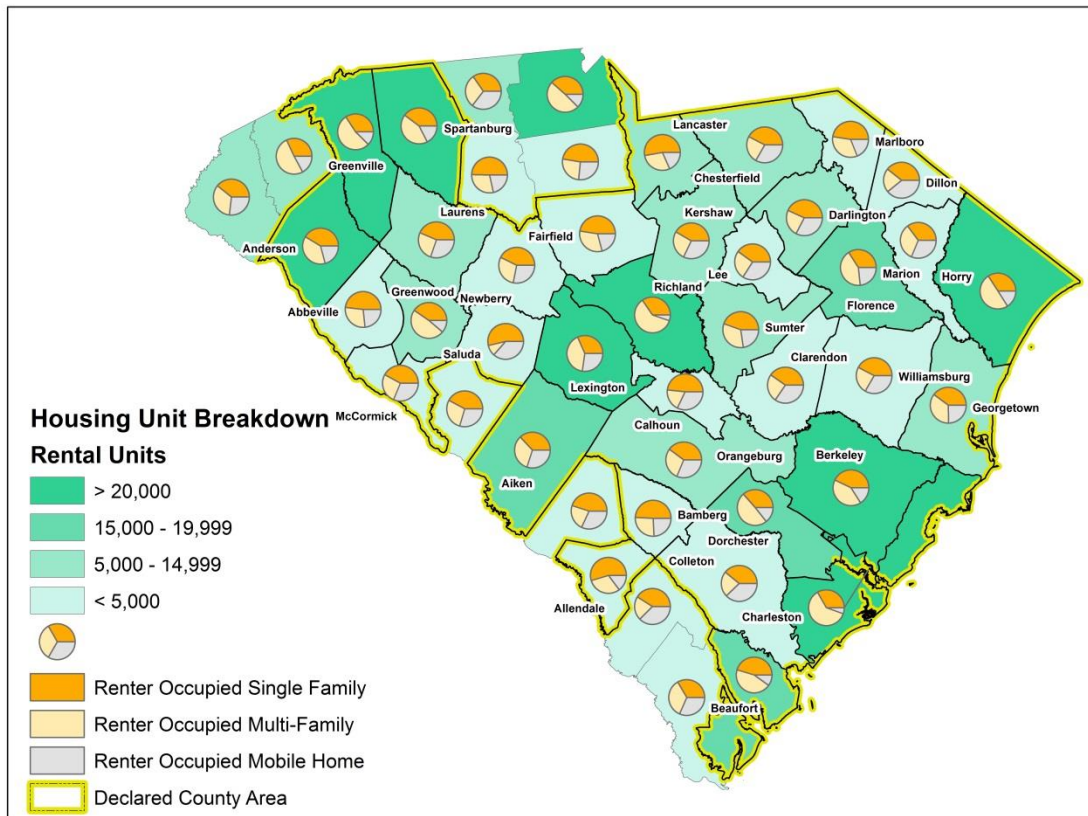 Spartanburg
Lancaster
Marlboro
Greenville
Chesterfield
Dillon
Laurens
Kershaw
Darlington
Fairfield
Anderson
Lee
Marion
Horry
Greenwood
Newberry
Richland
Florence
Abbeville
Sumter
Saluda
Clarendon
Lexington
Williamsburg
McCormick
Georgetown
Calhoun
Orangeburg
Berkeley
Aiken
Bamberg
Dorchester
Colleton
Allendale
Charleston
Beaufort
Housing Unit Breakdown
Rental Units
> 20,000
15,000 - 19,999
5,000 - 14,999
< 5,000
Renter Occupied Single Family
Renter Occupied Multi-Family
Renter Occupied Mobile Home
Declared County Area